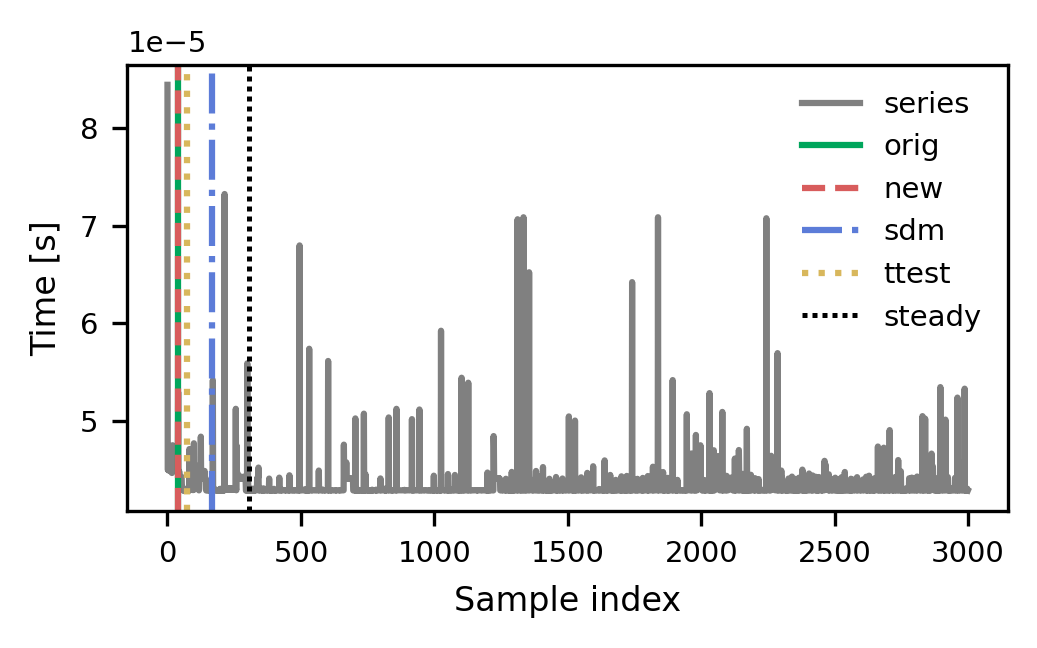 1e−5
8
7
6
5
Time [s]
series
orig
new
sdm
ttest
steady
0 500 1000 1500 2000 2500 3000
Sample index